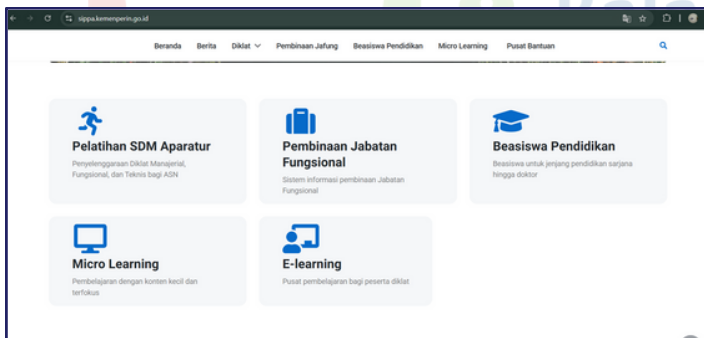 sippa.kemenperin.go.id
Beranda Berita Diklat Pembinaan Jafung Beasiswa Pendidikan Micro Learning Pusat Bantuan
Pelatihan SDM Aparatur
Penyelenggaraan Diklat Manajerial,
Fungsional, dan Teknis bagi ASN
Pembinaan Jabatan
Fungsional
Sistem informasi pembinaan Jabatan
Fungsional
Beasiswa Pendidikan
Beasiswa untuk jenjang pendidikan sarjana
hingga doktor
Micro Learning
Pembelajaran dengan konten kecil dan
terfokus
E-learning
Pusat pembelajaran bagi peserta diklat